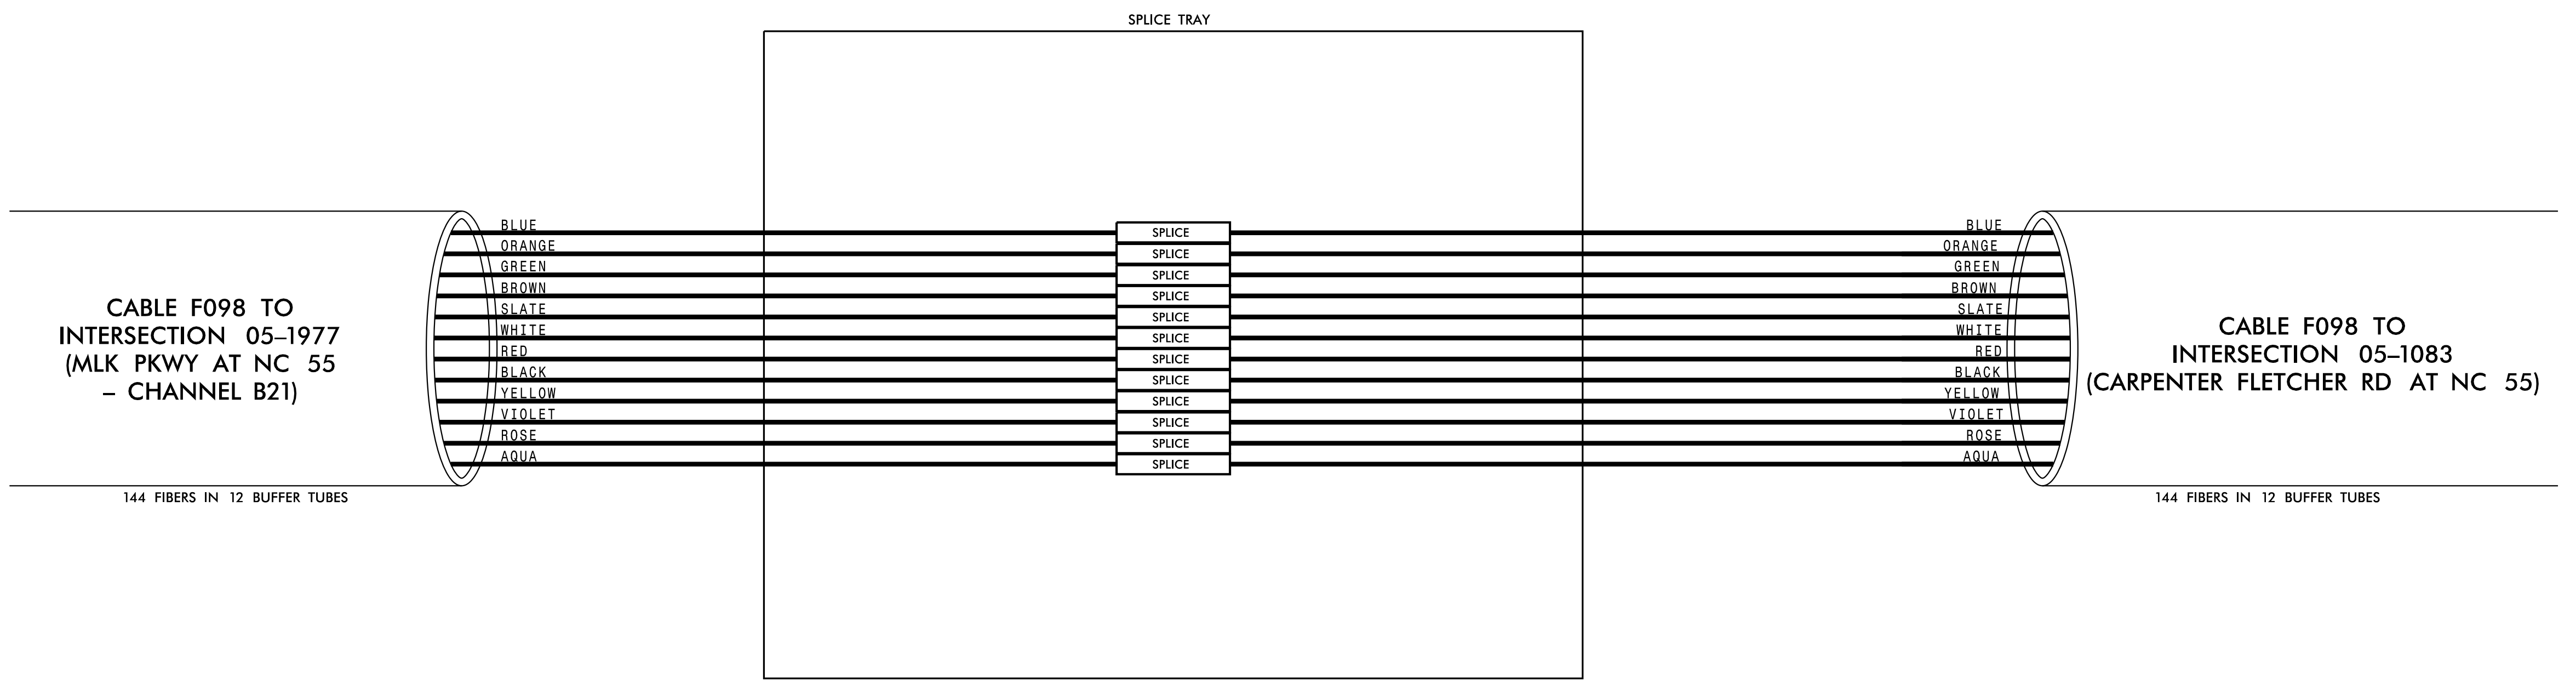 SPLICE TRAY
CABLE F098 TO
INTERSECTION 05–1977
(MLK PKWY AT NC 55
– CHANNEL B21)
144 FIBERS IN 12 BUFFER TUBES
BLUE SPLICE BLUE
ORANGE SPLICE ORANGE
GREEN SPLICE GREEN
BROWN SPLICE BROWN
SLATE SPLICE SLATE
WHITE SPLICE WHITE
RED SPLICE RED
BLACK SPLICE BLACK
YELLOW SPLICE YELLOW
VIOLET SPLICE VIOLET
ROSE SPLICE ROSE
AQUA SPLICE AQUA
CABLE F098 TO
INTERSECTION 05–1083
(CARPENTER FLETCHER RD AT NC 55)
144 FIBERS IN 12 BUFFER TUBES